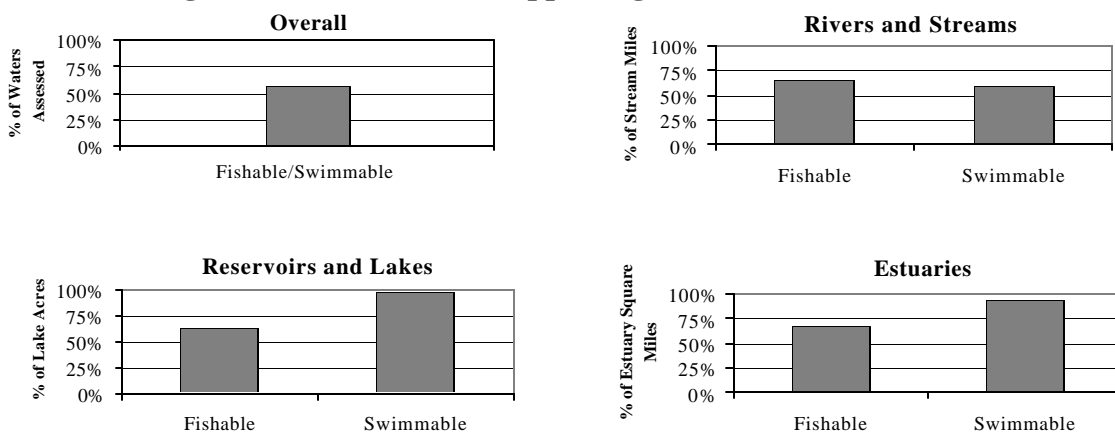 Overall
% of Waters
Assessed
100%
75%
50%
25%
0%
Fishable/Swimmable
Rivers and Streams
% of Stream Miles
100%
75%
50%
25%
0%
Fishable Swimmable
Reservoirs and Lakes
% of Lake Acres
100%
75%
50%
25%
0%
Fishable Swimmable
Estuaries
% of Estuary Square
Miles
100%
75%
50%
25%
0%
Fishable Swimmable